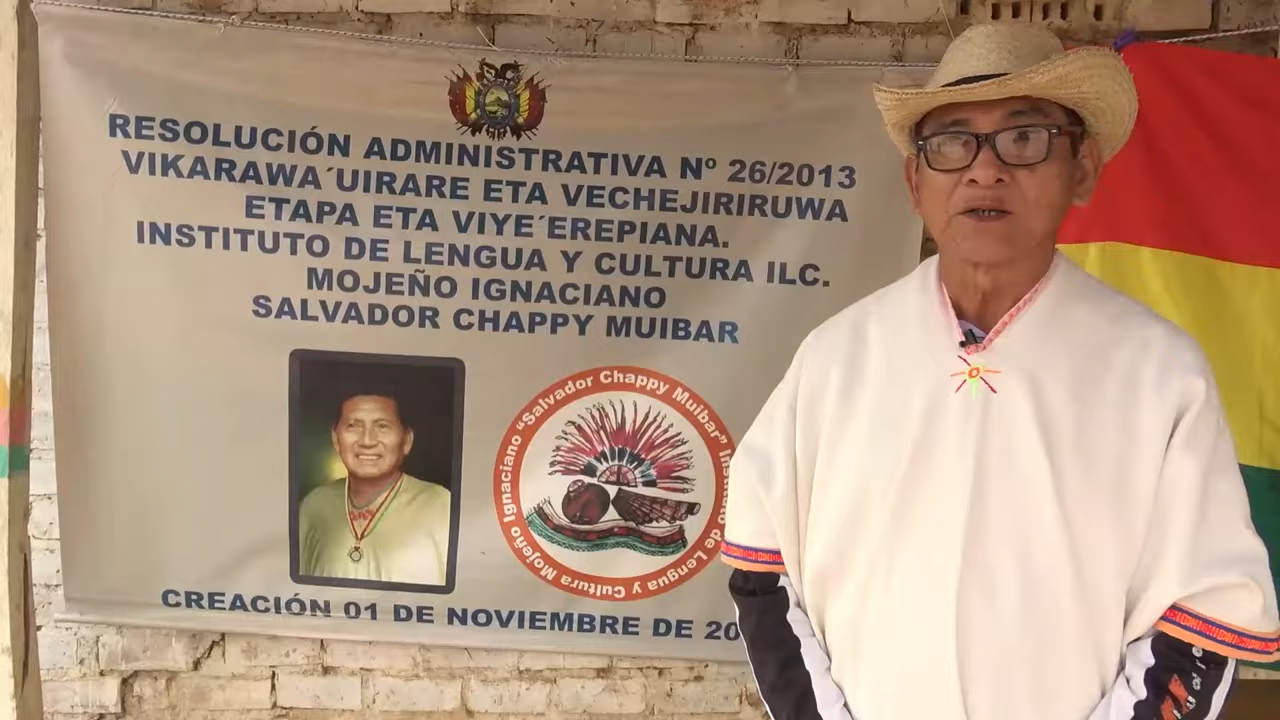 RESOLUCIÓN ADMINISTRATIVA Nº 26/2013
VIKARAWA´UIRARE ETA VECHEJIRIRUWA
ETAPA ETA VIYE´EREPIANA.
INSTITUTO DE LENGUA Y CULTURA ILC.
MOJEÑO IGNACIANO
SALVADOR CHAPPY MUIBAR
Instituto de Lengua y Cultura Mojeño Ignaciano "Salvador Chappy Muibar"
CREACIÓN 01 DE NOVIEMBRE DE 20